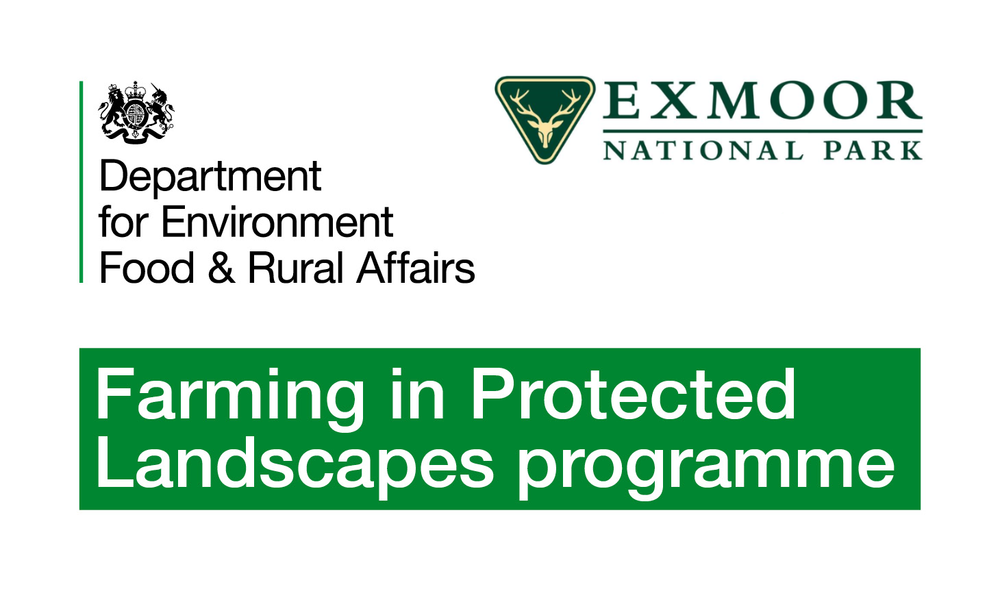 Department
for Environment
Food & Rural Affairs
EXMOOR
NATIONAL PARK
Farming in Protected
Landscapes programme